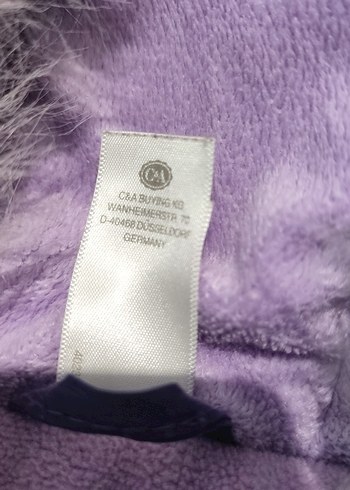 C&A
C&A BUYING KG
WANHEIMERSTR. 70
D-40468 DÜSSELDORF
GERMANY